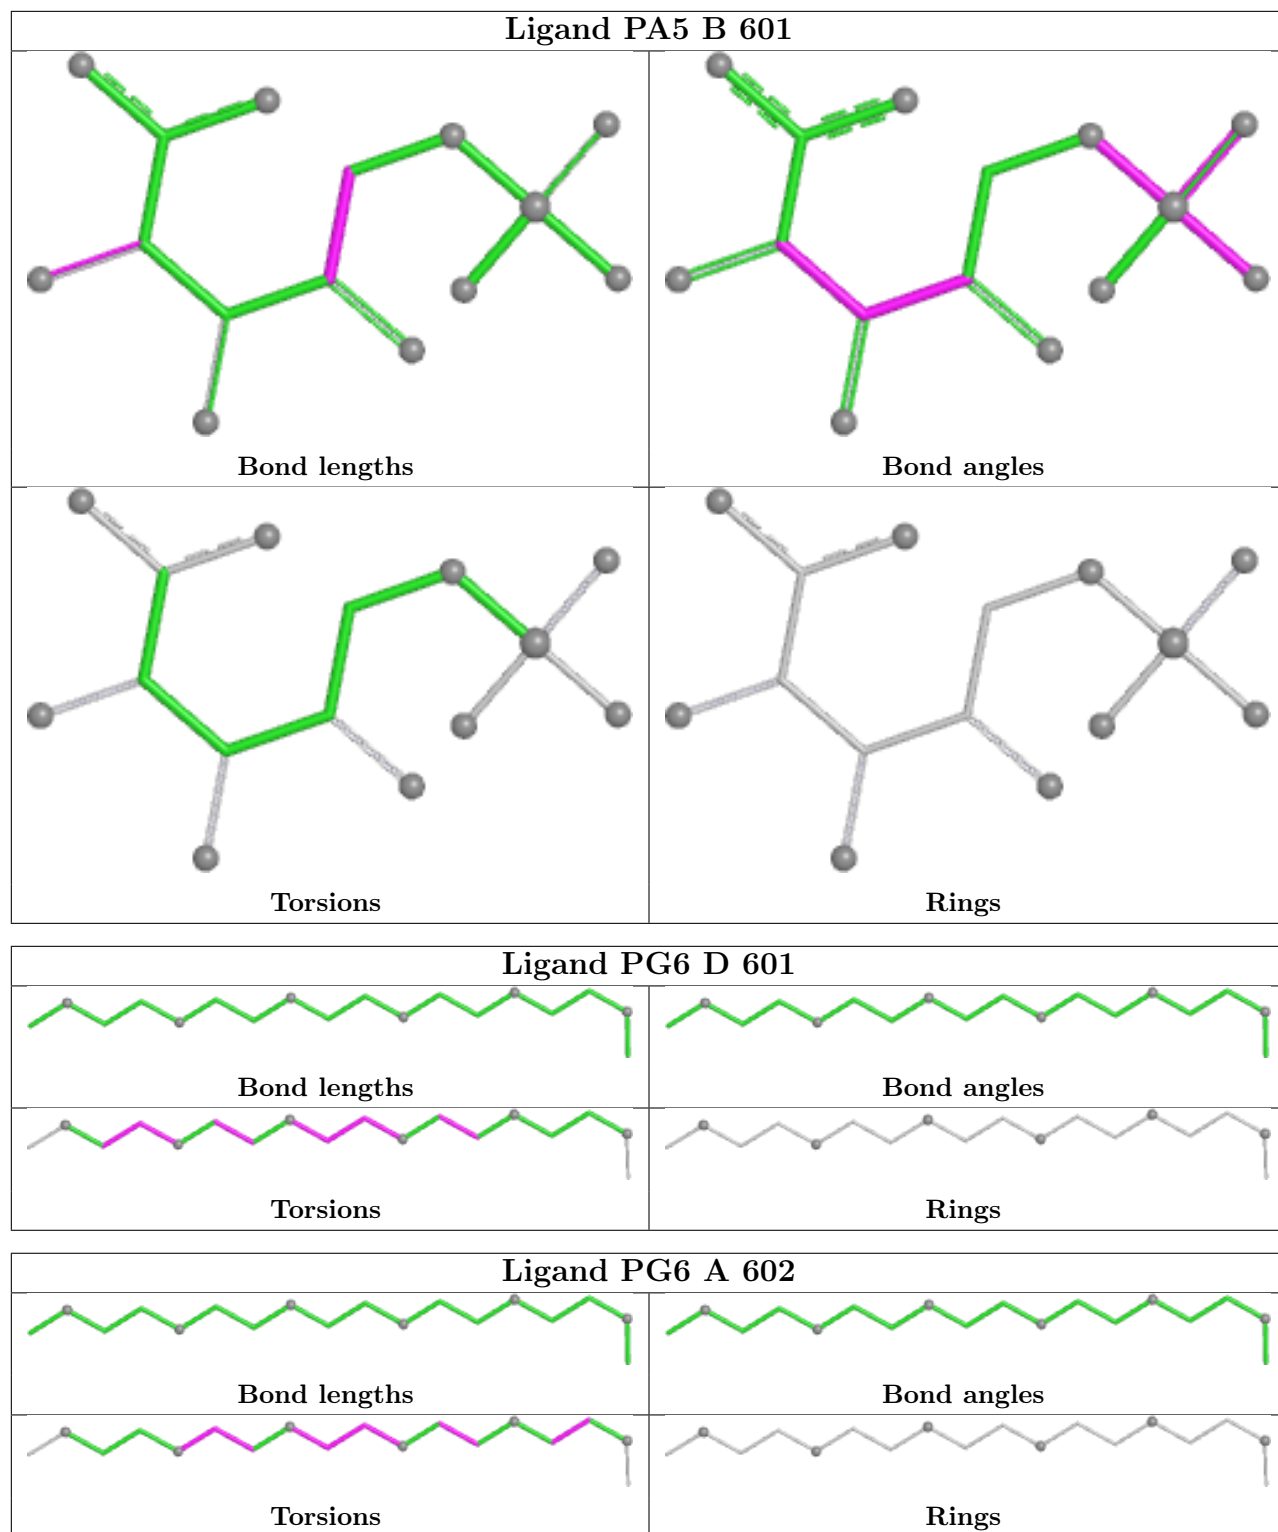 Ligand PA5 B 601
Bond lengths
Bond angles
Torsions
Rings
Ligand PG6 D 601
Bond lengths
Bond angles
Torsions
Rings
Ligand PG6 A 602
Bond lengths
Bond angles
Torsions
Rings